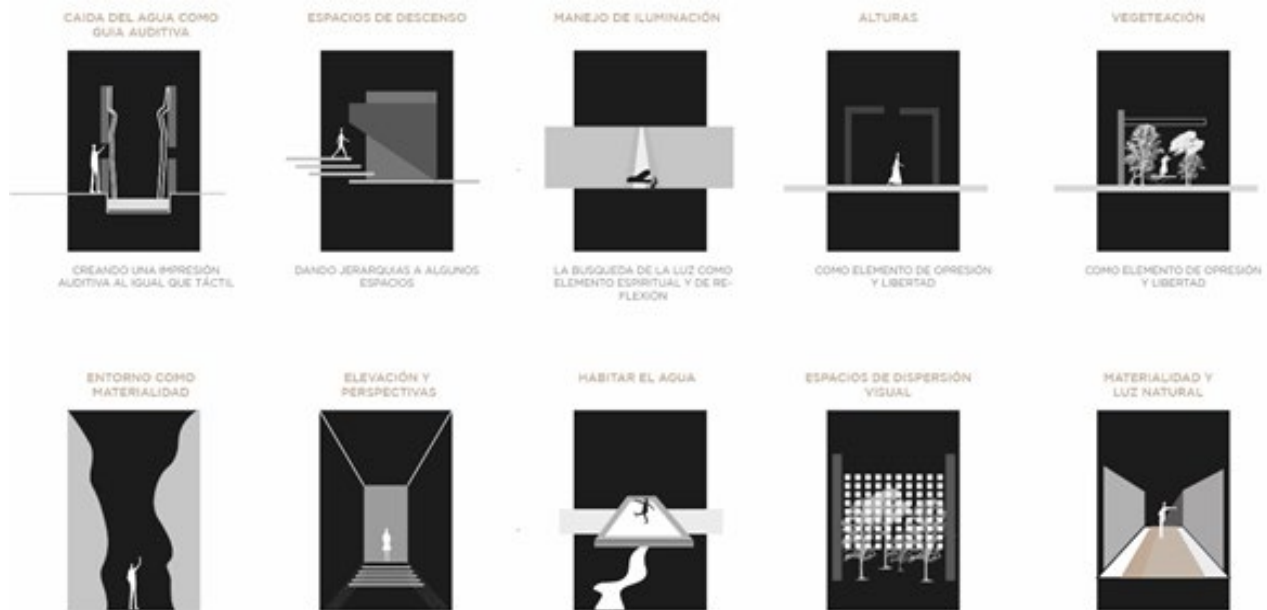 CAIDA DEL AGUA COMO
GUIA AUDITIVA
ESPACIOS DE DESCENSO
MANEJO DE ILUMINACIÓN
ALTURAS
VEGETEACIÓN
CREANDO UNA IMPRESIÓN
AUDITIVA AL IGUAL QUE TÁCTIL
DANDO JERARQUIAS A ALGUNOS
ESPACIOS
LA BUSQUEDA DE LA LUZ COMO
ELEMENTO ESPIRITUAL Y DE RE-
FLEXIÓN
COMO ELEMENTO DE OPRESIÓN
Y LIBERTAD
COMO ELEMENTO DE OPRESIÓN
Y LIBERTAD
ENTORNO COMO
MATERIALIDAD
ELEVACIÓN Y
PERSPECTIVAS
HABITAR EL AGUA
ESPACIOS DE DISPERSIÓN
VISUAL
MATERIALIDAD Y
LUZ NATURAL